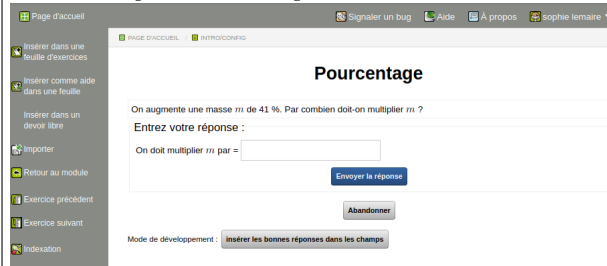 Page d'accueil
Signaler un bug Aide À propos sophie lemaire
Insérer dans une
feuille d'exercices
PAGE D'ACCUEIL / INTRO/CONFIG
Insérer comme aide
dans une feuille
Insérer dans un
devoir libre
Importer
Retour au module
Exercice précédent
Exercice suivant
Indexation
Pourcentage
On augmente une masse m de 41 %. Par combien doit-on multiplier m ?
Entrez votre réponse :
On doit multiplier m par =
Envoyer la réponse
Abandonner
Mode de développement : insérer les bonnes réponses dans les champs